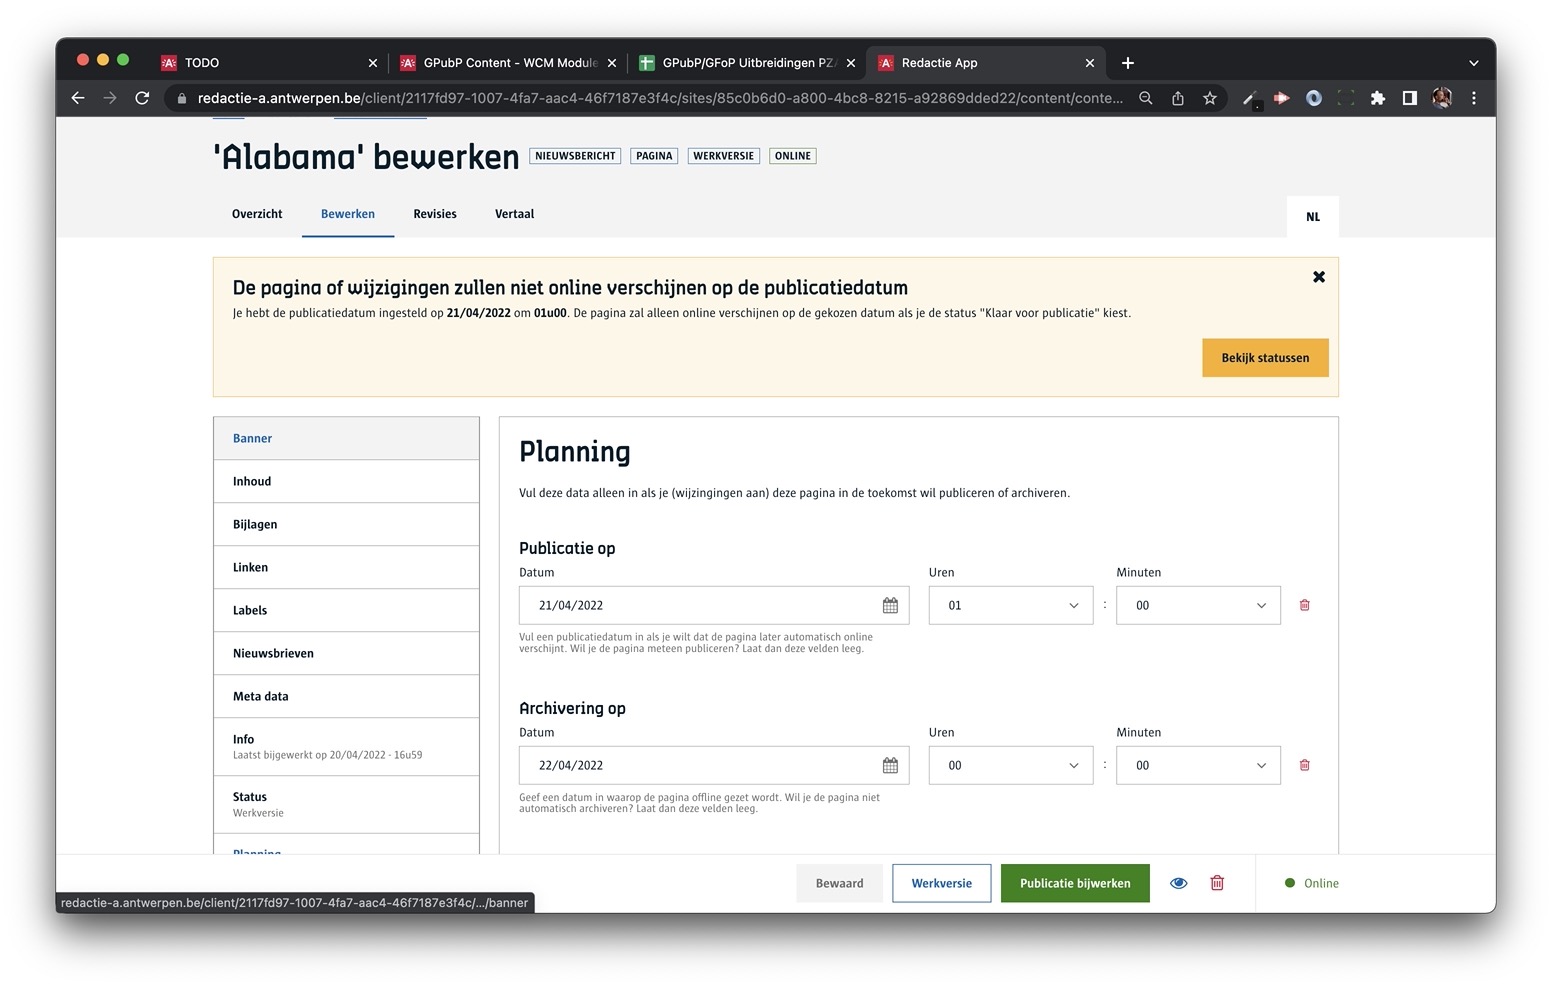 TODO
GPubP Content - WCM Module
GPubP/GFoP Uitbreidingen PZA
Redactie App
redactie-a.antwerpen.be/client/2117fd97-1007-4fa7-aac4-46f7187e3f4c/sites/85c0b6d0-a800-4bc8-8215-a92869dded22/content/conte...
'Alabama' bewerken
NIEUWSBERICHT
PAGINA
WERKVERSIE
ONLINE
Overzicht
Bewerken
Revisies
Vertaal
NL
De pagina of wijzigingen zullen niet online verschijnen op de publicatiedatum
Je hebt de publicatiedatum ingesteld op 21/04/2022 om 01u00. De pagina zal alleen online verschijnen op de gekozen datum als je de status "Klaar voor publicatie" kiest.
Bekijk statussen
Banner
Inhoud
Bijlagen
Linken
Labels
Nieuwsbrieven
Meta data
Info
Laatst bijgewerkt op 20/04/2022 - 16u59
Status
Werkversie
Planning
Planning
Vul deze data alleen in als je (wijzingingen aan) deze pagina in de toekomst wil publiceren of archiveren.
Publicatie op
Datum
Uren
Minuten
21/04/2022
01
:
00
Vul een publicatiedatum in als je wilt dat de pagina later automatisch online
verschijnt. Wil je de pagina meteen publiceren? Laat dan deze velden leeg.
Archivering op
Datum
Uren
Minuten
22/04/2022
00
:
00
Geef een datum in waarop de pagina offline gezet wordt. Wil je de pagina niet
automatisch archiveren? Laat dan deze velden leeg.
Bewaard
Werkversie
Publicatie bijwerken
Online
redactie-a.antwerpen.be/client/2117fd97-1007-4fa7-aac4-46f7187e3f4c/.../banner